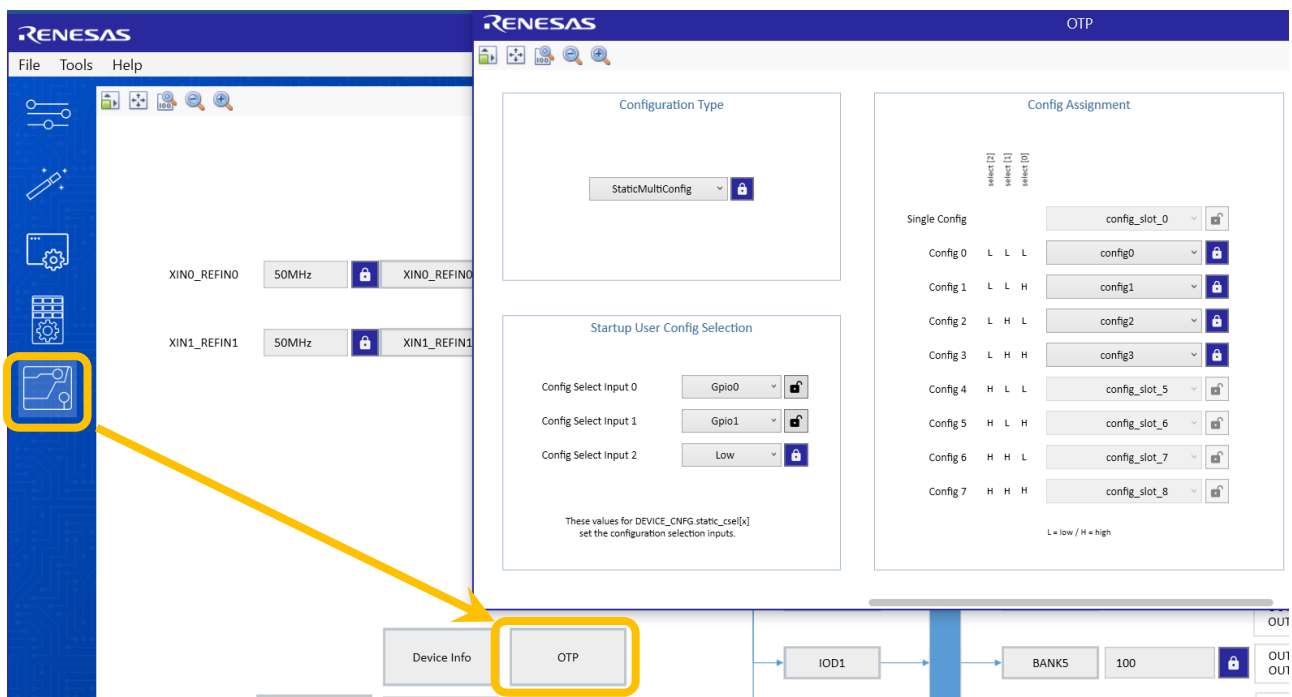 RENESAS
File Tools Help
XIN0_REFIN0 50MHz XIN0_REFIN0
XIN1_REFIN1 50MHz XIN1_REFIN1
Device Info OTP
IOD1 BANK5 100
RENESAS OTP
Configuration Type
StaticMultiConfig
Startup User Config Selection
Config Select Input 0 Gpio0
Config Select Input 1 Gpio1
Config Select Input 2 Low
These values for DEVICE_CNFG.static_csel[x]
set the configuration selection inputs.
Config Assignment
select [2] select [1] select [0]
Single Config config_slot_0
Config 0 L L L config0
Config 1 L L H config1
Config 2 L H L config2
Config 3 L H H config3
Config 4 H L L config_slot_5
Config 5 H L H config_slot_6
Config 6 H H L config_slot_7
Config 7 H H H config_slot_8
L = low / H = high